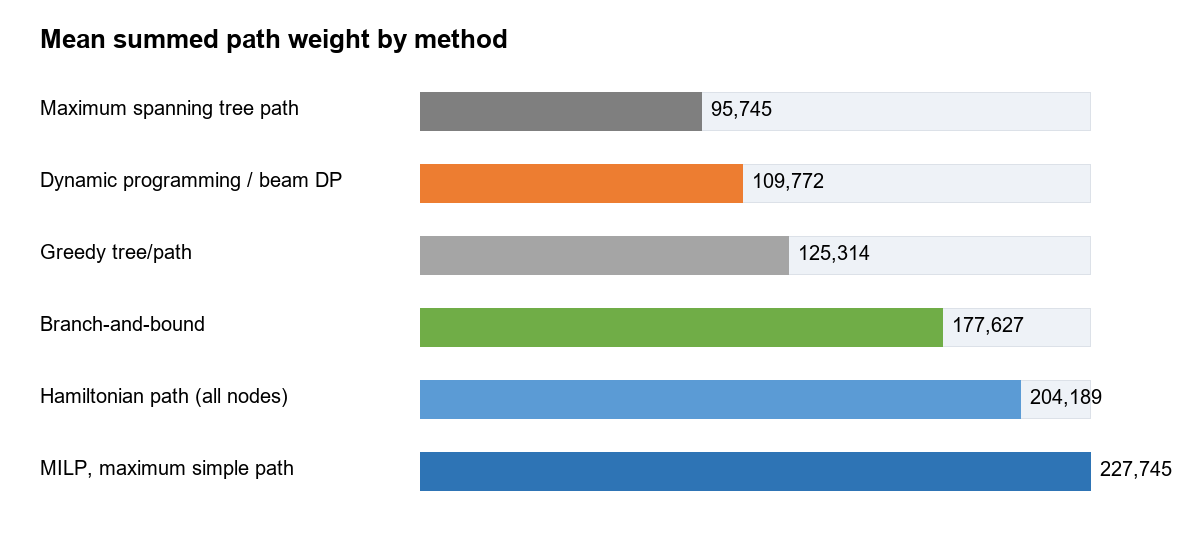 Mean summed path weight by method
Maximum spanning tree path 95,745
Dynamic programming / beam DP 109,772
Greedy tree/path 125,314
Branch-and-bound 177,627
Hamiltonian path (all nodes) 204,189
MILP, maximum simple path 227,745